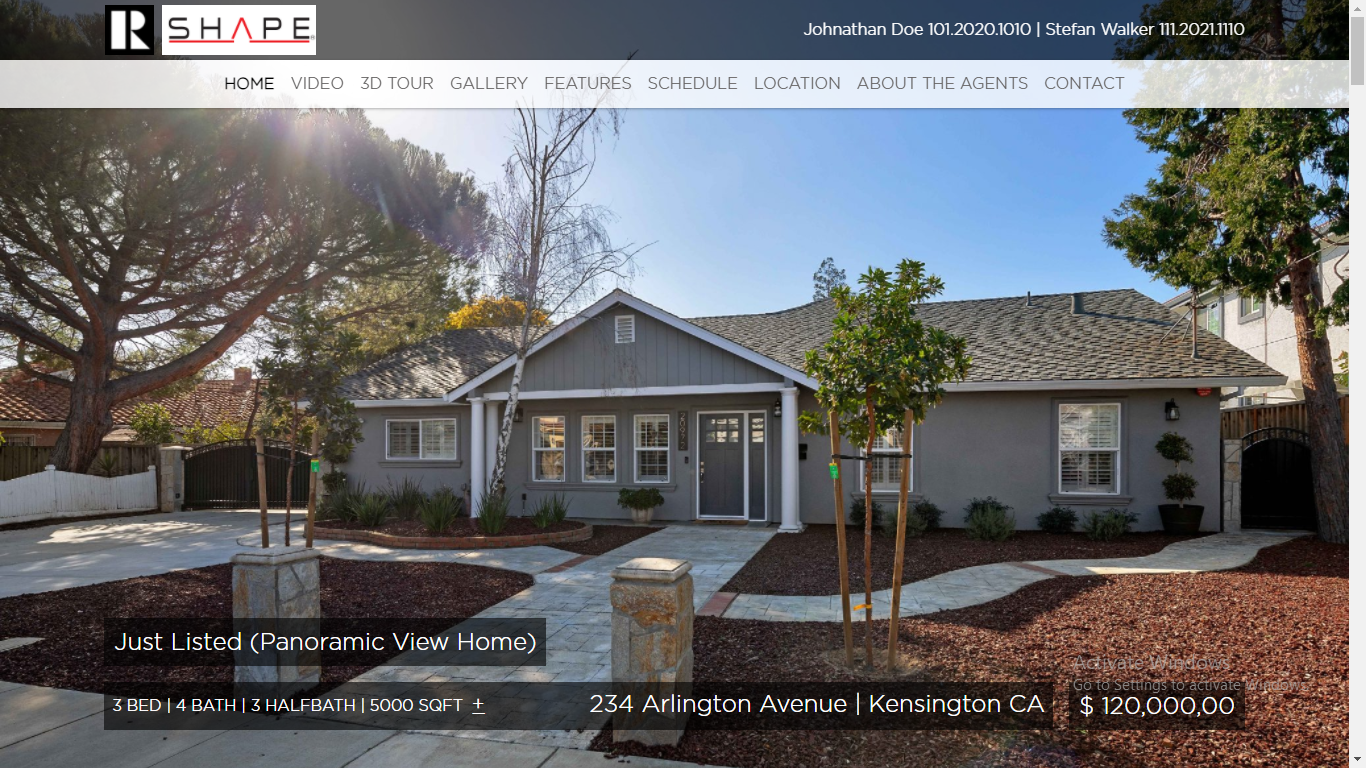 R SHAPE
Johnathan Doe 101.2020.1010 | Stefan Walker 111.2021.1110
HOME VIDEO 3D TOUR GALLERY FEATURES SCHEDULE LOCATION ABOUT THE AGENTS CONTACT
Just Listed (Panoramic View Home)
Activate Windows
Go to Settings to activate Windows.
3 BED | 4 BATH | 3 HALFBATH | 5000 SQFT +
234 Arlington Avenue | Kensington CA
$ 120,000,00